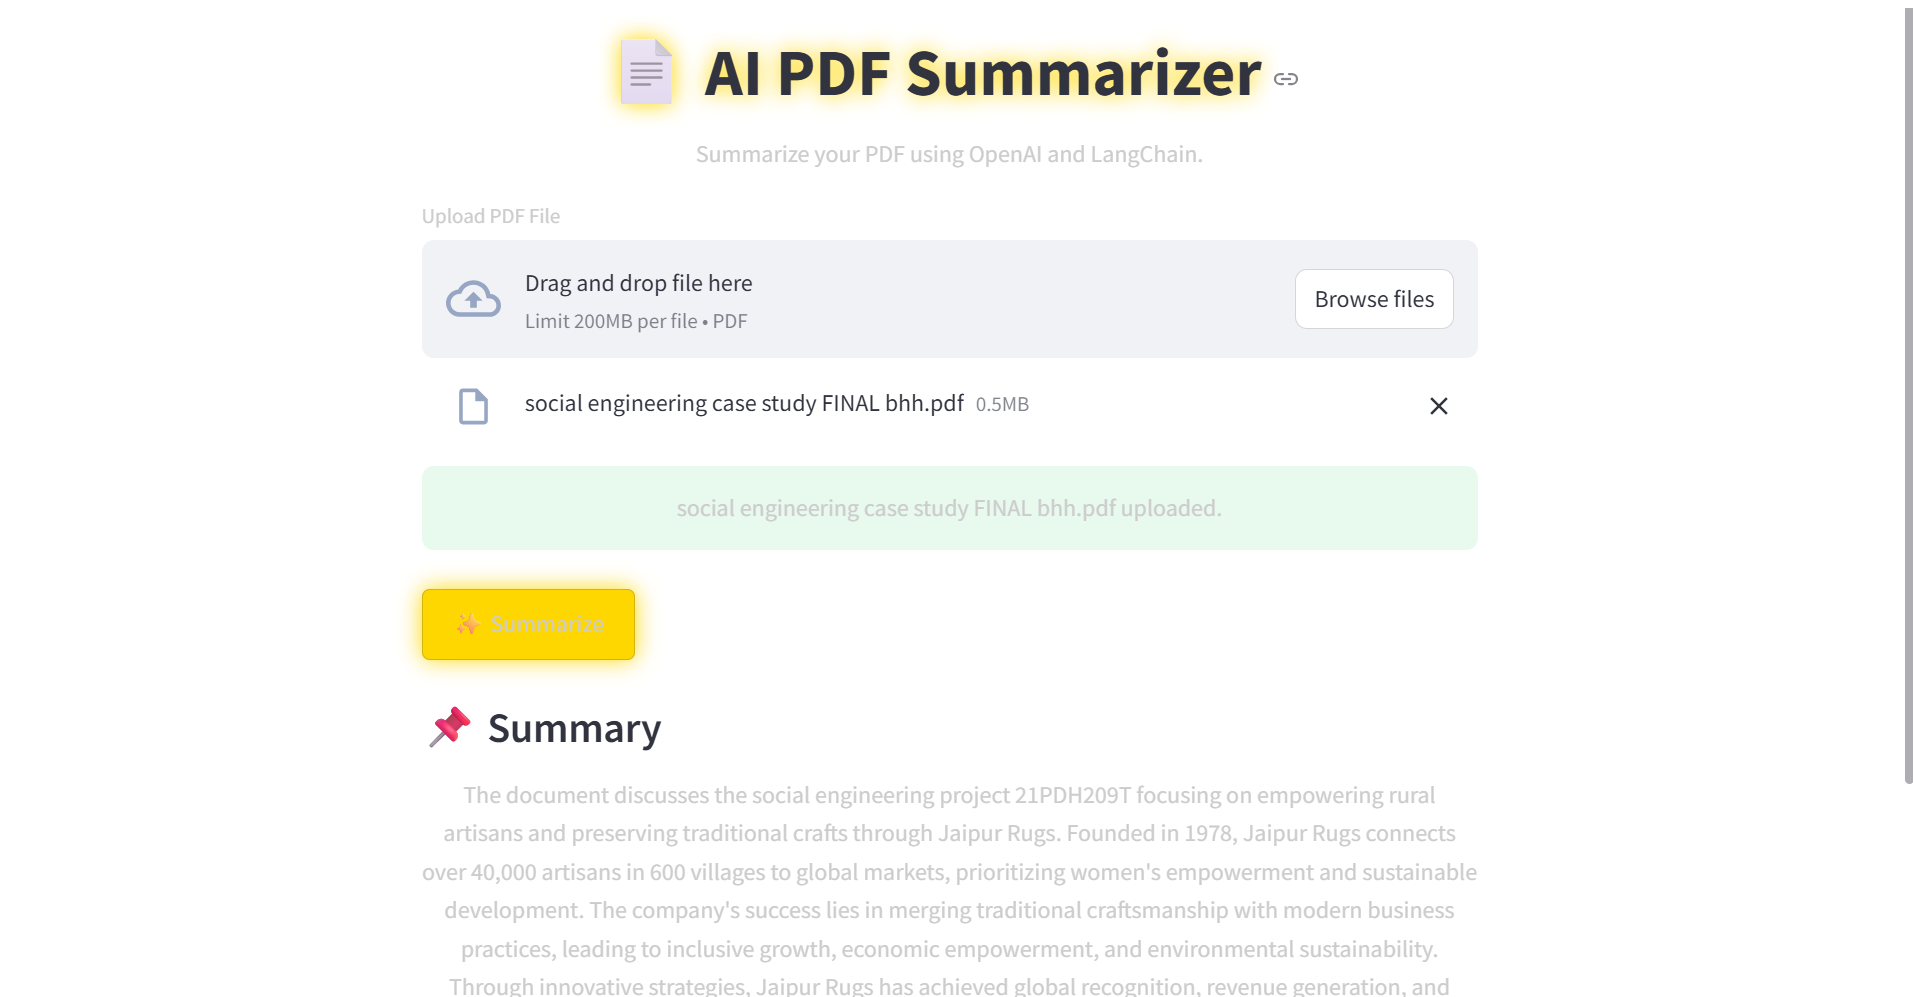 AI PDF Summarizer
Summarize your PDF using OpenAI and LangChain.
Upload PDF File
Drag and drop file here
Limit 200MB per file • PDF
Browse files
social engineering case study FINAL bhh.pdf 0.5MB
social engineering case study FINAL bhh.pdf uploaded.
✨ Summarize
📌 Summary
The document discusses the social engineering project 21PDH209T focusing on empowering rural
artisans and preserving traditional crafts through Jaipur Rugs. Founded in 1978, Jaipur Rugs connects
over 40,000 artisans in 600 villages to global markets, prioritizing women's empowerment and sustainable
development. The company's success lies in merging traditional craftsmanship with modern business
practices, leading to inclusive growth, economic empowerment, and environmental sustainability.
Through innovative strategies, Jaipur Rugs has achieved global recognition, revenue generation, and